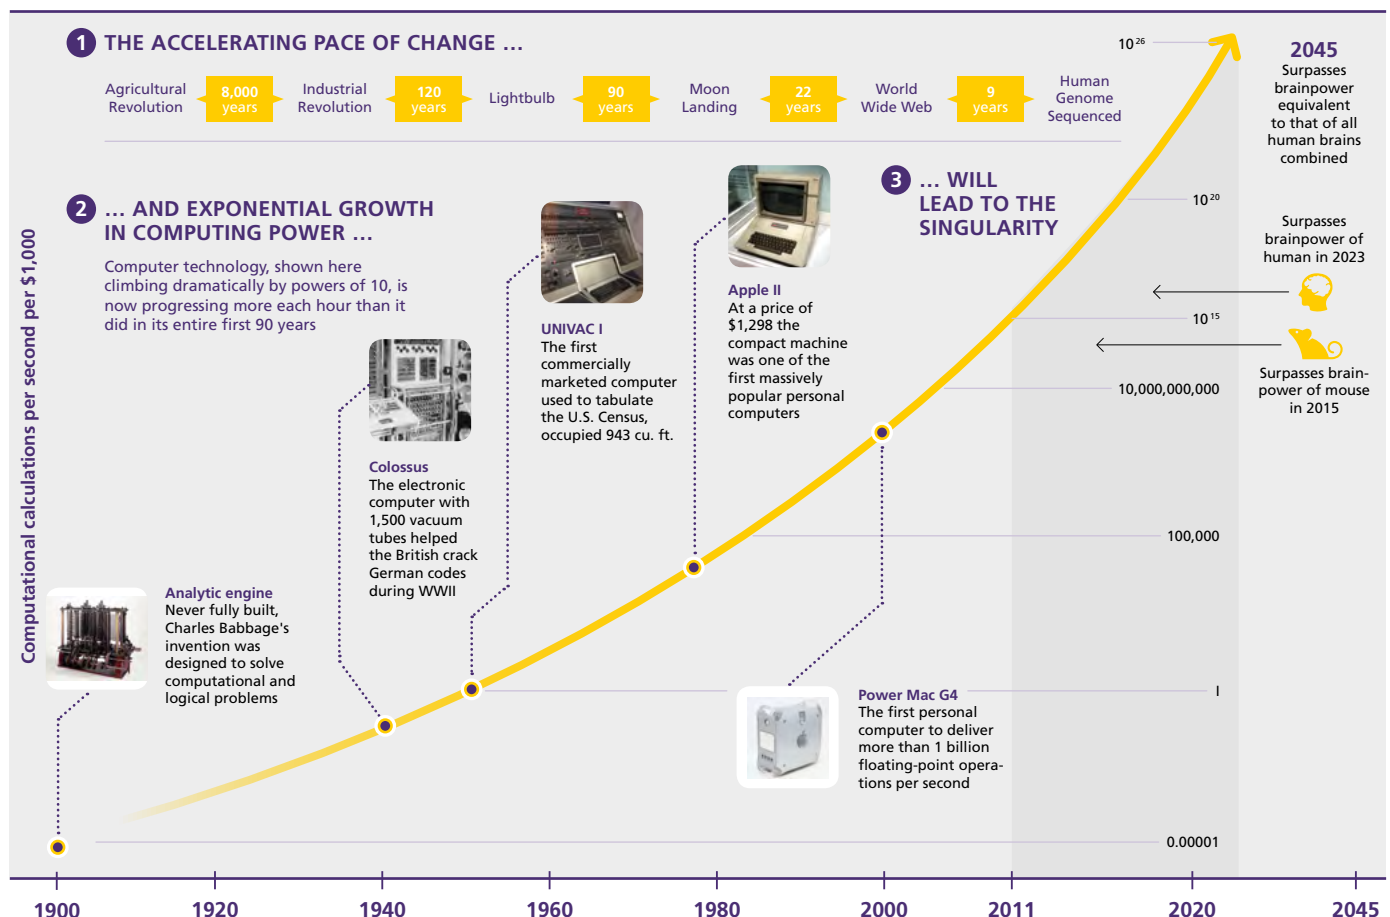 1 THE ACCELERATING PACE OF CHANGE ...
Agricultural
Revolution
8,000
years
Industrial
Revolution
120
years
Lightbulb
90
years
Moon
Landing
22
years
World
Wide Web
9
years
Human
Genome
Sequenced
2 ... AND EXPONENTIAL GROWTH
IN COMPUTING POWER ...
Computer technology, shown here
climbing dramatically by powers of 10, is
now progressing more each hour than it
did in its entire first 90 years
3 ... WILL
LEAD TO THE
SINGULARITY
Computational calculations per second per $1,000
Analytic engine
Never fully built,
Charles Babbage's
invention was
designed to solve
computational and
logical problems
Colossus
The electronic
computer with
1,500 vacuum
tubes helped
the British crack
German codes
during WWII
UNIVAC I
The first
commercially
marketed computer
used to tabulate
the U.S. Census,
occupied 943 cu. ft.
Apple II
At a price of
$1,298 the
compact machine
was one of the
first massively
popular personal
computers
Power Mac G4
The first personal
computer to deliver
more than 1 billion
floating-point opera-
tions per second
10²⁶
10²⁰
10¹⁵
10,000,000,000
100,000
I
0.00001
2045
Surpasses
brainpower
equivalent
to that of all
human brains
combined
Surpasses
brainpower of
human in 2023
Surpasses brain-
power of mouse
in 2015
1900 1920 1940 1960 1980 2000 2011 2020 2045